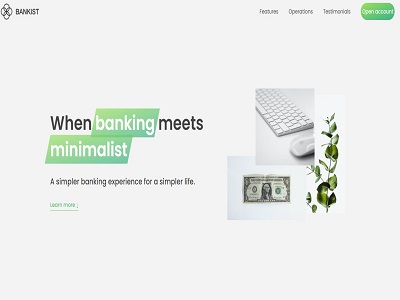 BANKIST
Features
Operations
Testimonials
Open account
When banking meets
minimalist
A simpler banking experience for a simpler life.
Learn more ↓